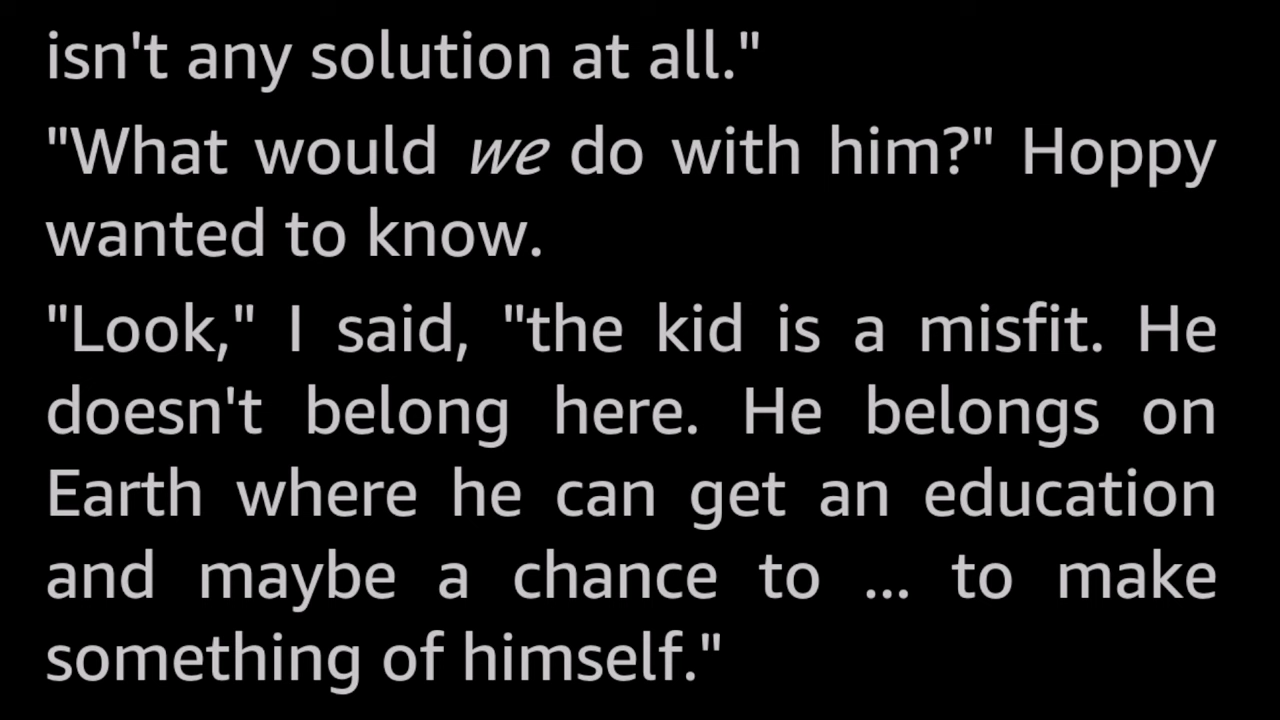 isn't any solution at all."
"What would we do with him?" Hoppy
wanted to know.
"Look," I said, "the kid is a misfit. He
doesn't belong here. He belongs on
Earth where he can get an education
and maybe a chance to ... to make
something of himself."